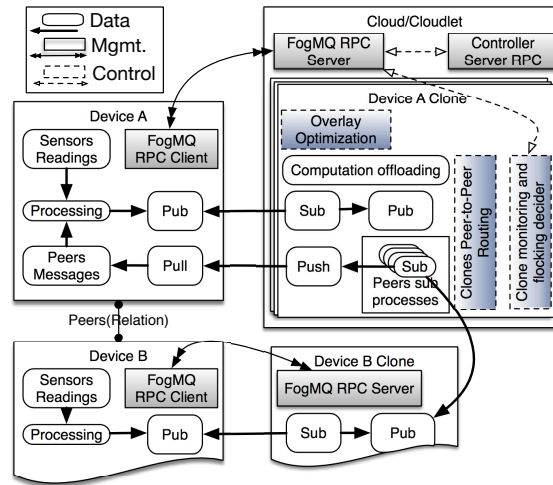 Data
Mgmt.
Control
Cloud/Cloudlet
FogMQ RPC
Server
Controller
Server RPC
Device A
Sensors
Readings
FogMQ
RPC Client
Processing
Pub
Peers
Messages
Pull
Device A Clone
Overlay
Optimization
Computation offloading
Sub
Pub
Push
Sub
Peers sub
processes
Clones Peer-to-Peer
Routing
Clone monitoring and
flocking decider
Peers(Relation)
Device B
Sensors
Readings
FogMQ
RPC Client
Processing
Pub
Device B Clone
FogMQ RPC Server
Sub
Pub